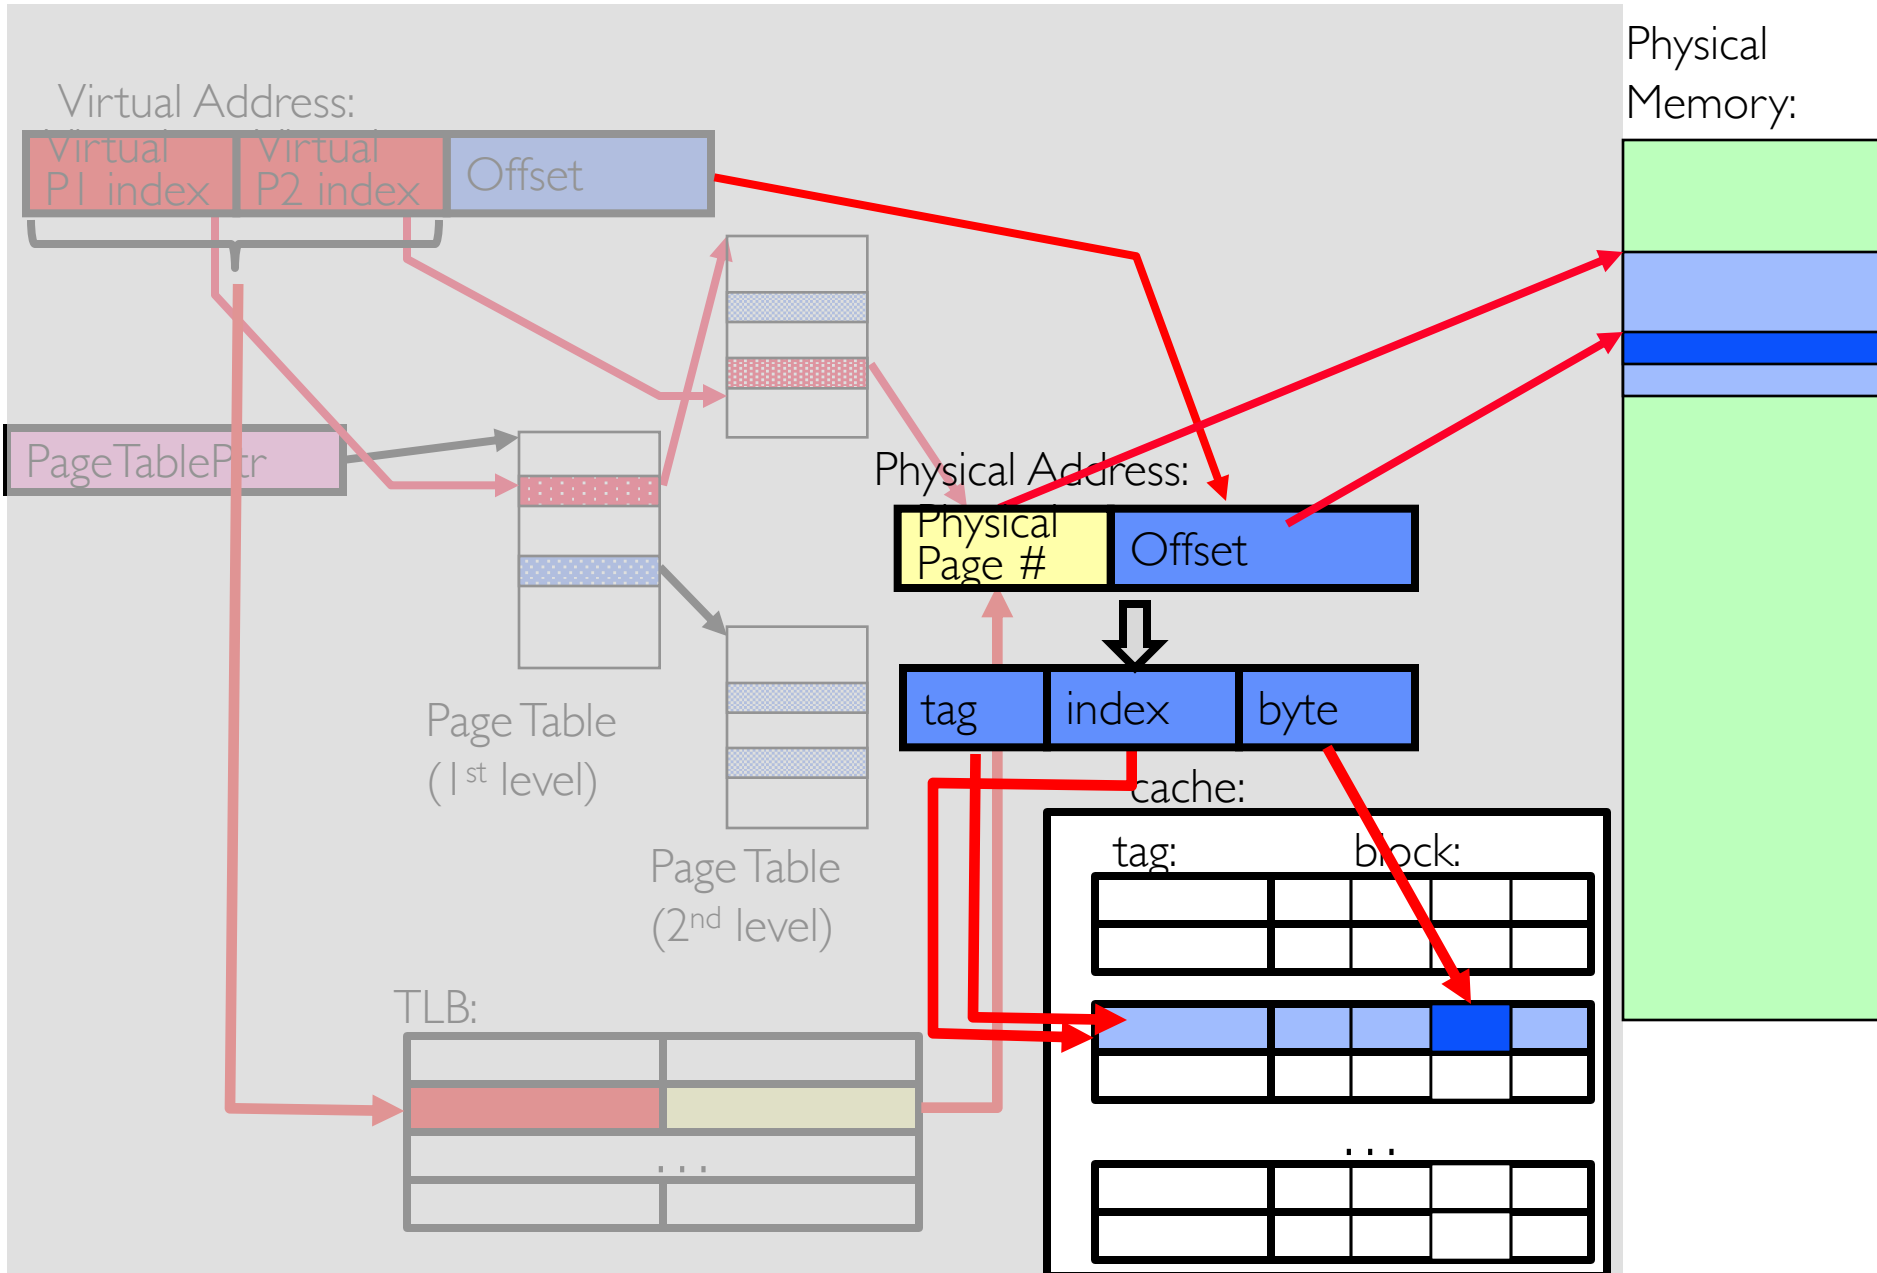 Physical
Memory:
Virtual Address:
Virtual
P1 index
Virtual
P2 index
Offset
PageTablePtr
Physical Address:
Physical
Page #
Offset
tag
index
byte
Page Table
(1st level)
cache:
tag:
block:
Page Table
(2nd level)
TLB:
...
...